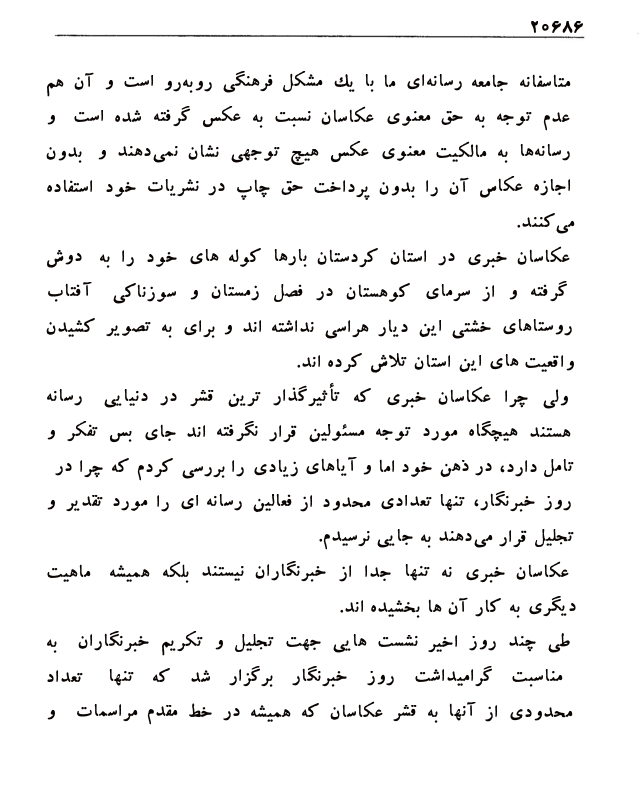 ۲۰۶۸۶
متاسفانه جامعه رسانه‌ای ما با یك مشکل فرهنگی روبه‌رو است و آن هم
عدم توجه به حق معنوی عکاسان نسبت به عکس گرفته شده است و
رسانه‌ها به مالکیت معنوی عکس هیچ توجهی نشان نمی‌دهند و بدون
اجازه عکاس آن را بدون پرداخت حق چاپ در نشریات خود استفاده
می‌کنند.
عکاسان خبری در استان کردستان بارها کوله های خود را به دوش
گرفته و از سرمای کوهستان در فصل زمستان و سوزناکی آفتاب
روستاهای خشتی این دیار هراسی نداشته اند و برای به تصویر کشیدن
واقعیت های این استان تلاش کرده اند.
ولی چرا عکاسان خبری که تأثیرگذار ترین قشر در دنیایی رسانه
هستند هیچگاه مورد توجه مسئولین قرار نگرفته اند جای بس تفکر و
تامل دارد، در ذهن خود اما و آیاهای زیادی را بررسی کردم که چرا در
روز خبرنگار، تنها تعدادی محدود از فعالین رسانه ای را مورد تقدیر و
تجلیل قرار می‌دهند به جایی نرسیدم.
عکاسان خبری نه تنها جدا از خبرنگاران نیستند بلکه همیشه ماهیت
دیگری به کار آن ها بخشیده اند.
طی چند روز اخیر نشست هایی جهت تجلیل و تکریم خبرنگاران به
مناسبت گرامیداشت روز خبرنگار برگزار شد که تنها تعداد
محدودی از آنها به قشر عکاسان که همیشه در خط مقدم مراسمات و